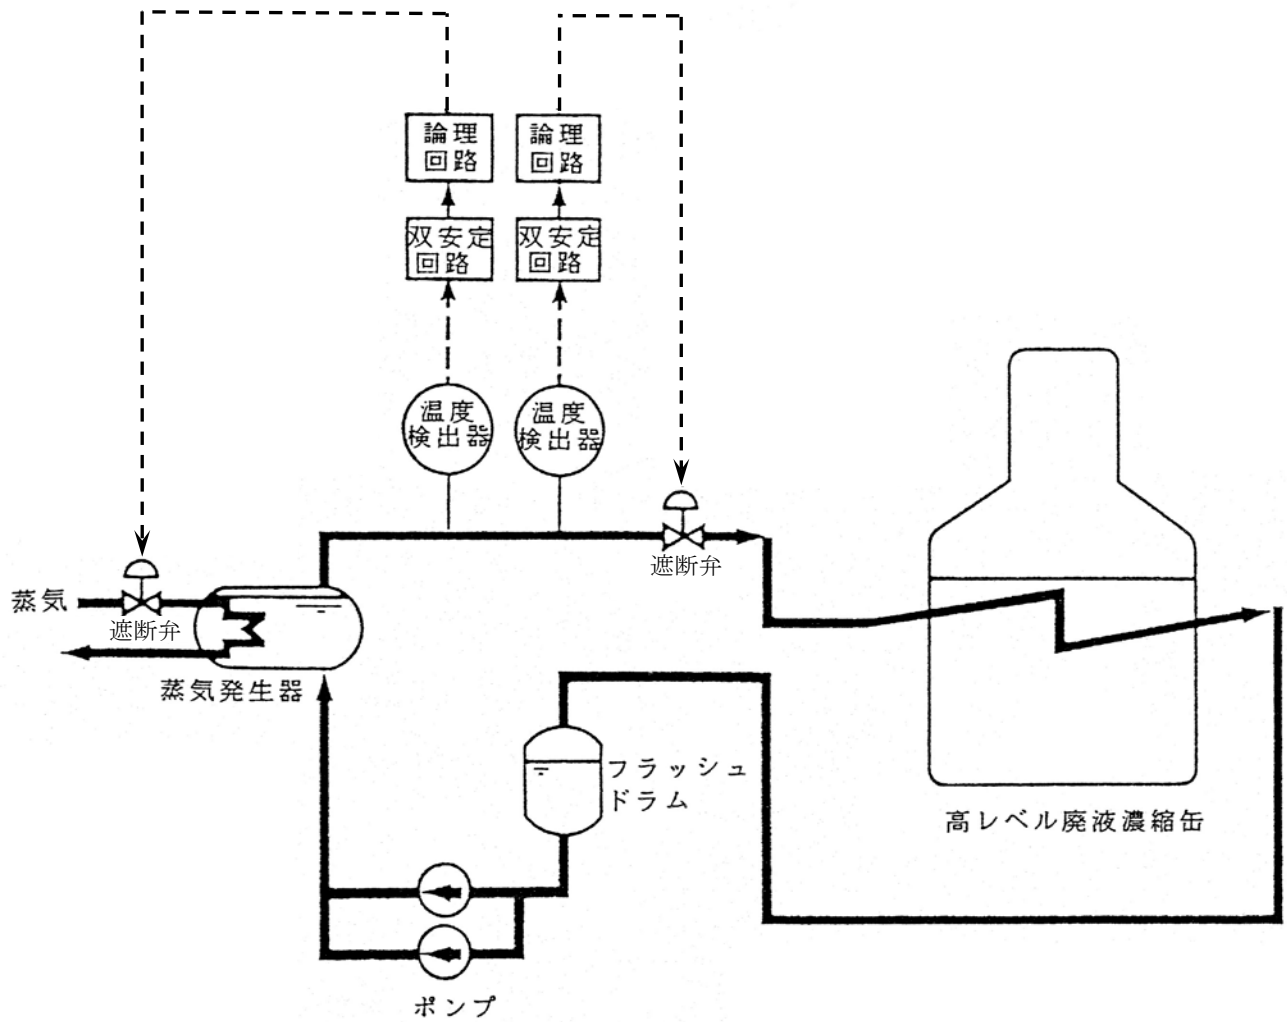 論理
回路
論理
回路
双安定
回路
双安定
回路
温度
検出器
温度
検出器
遮断弁
蒸気
遮断弁
蒸気発生器
フラッシュ
ドラム
高レベル廃液濃縮缶
ポンプ